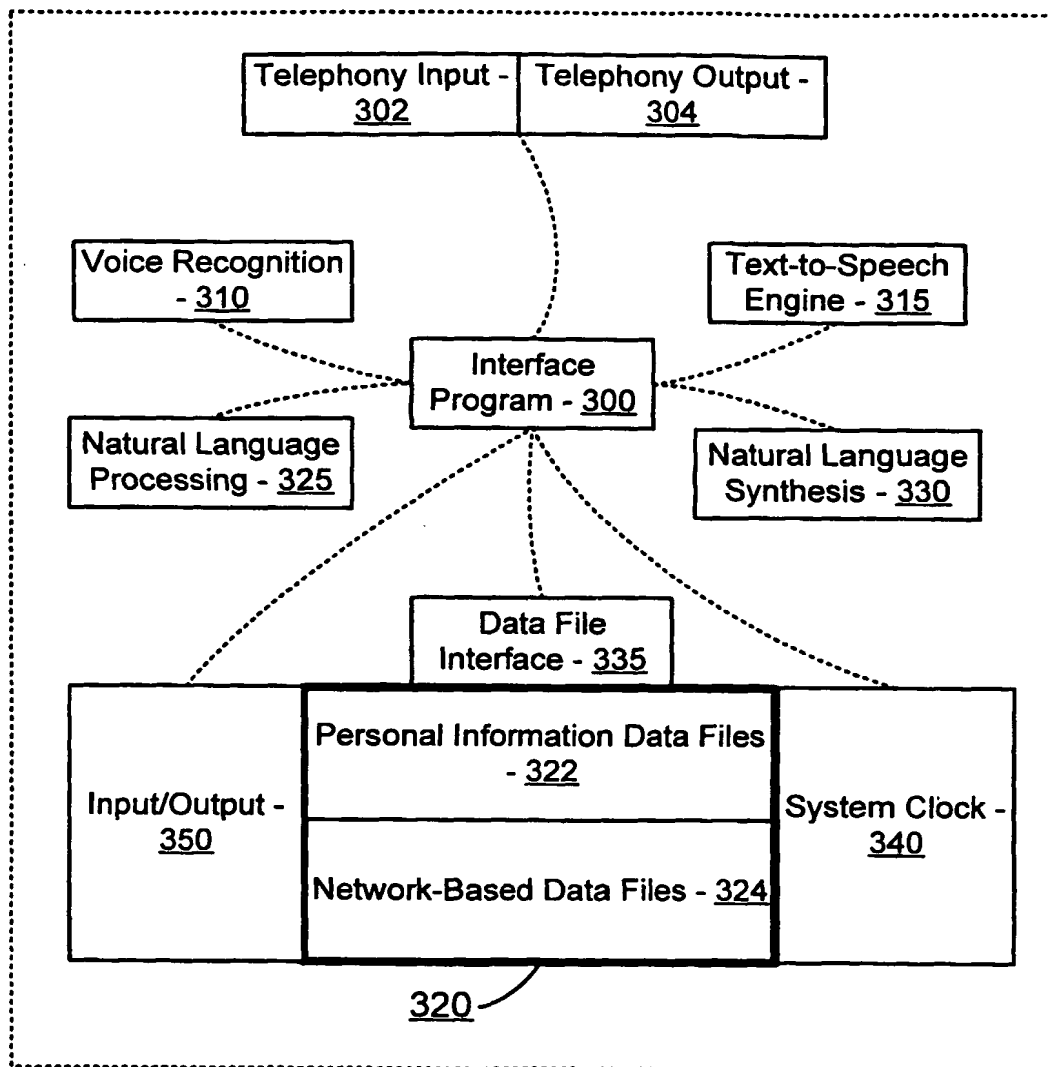 Telephony Input -
302
Telephony Output -
304
Voice Recognition
- 310
Text-to-Speech
Engine - 315
Interface
Program - 300
Natural Language
Processing - 325
Natural Language
Synthesis - 330
Data File
Interface - 335
Personal Information Data Files
- 322
Input/Output -
350
System Clock -
340
Network-Based Data Files - 324
320